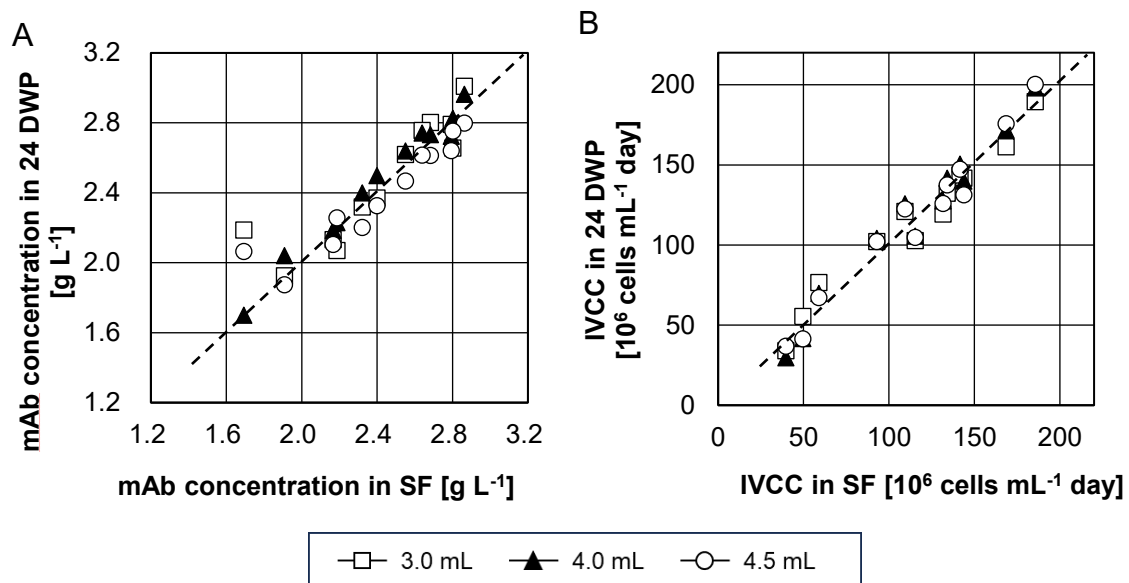 A
mAb concentration in 24 DWP
[g L⁻¹]
3.2
2.8
2.4
2.0
1.6
1.2
1.2 1.6 2.0 2.4 2.8 3.2
mAb concentration in SF [g L⁻¹]
B
IVCC in 24 DWP
[10⁶ cells mL⁻¹ day]
200
150
100
50
0
0 50 100 150 200
IVCC in SF [10⁶ cells mL⁻¹ day]
3.0 mL 4.0 mL 4.5 mL